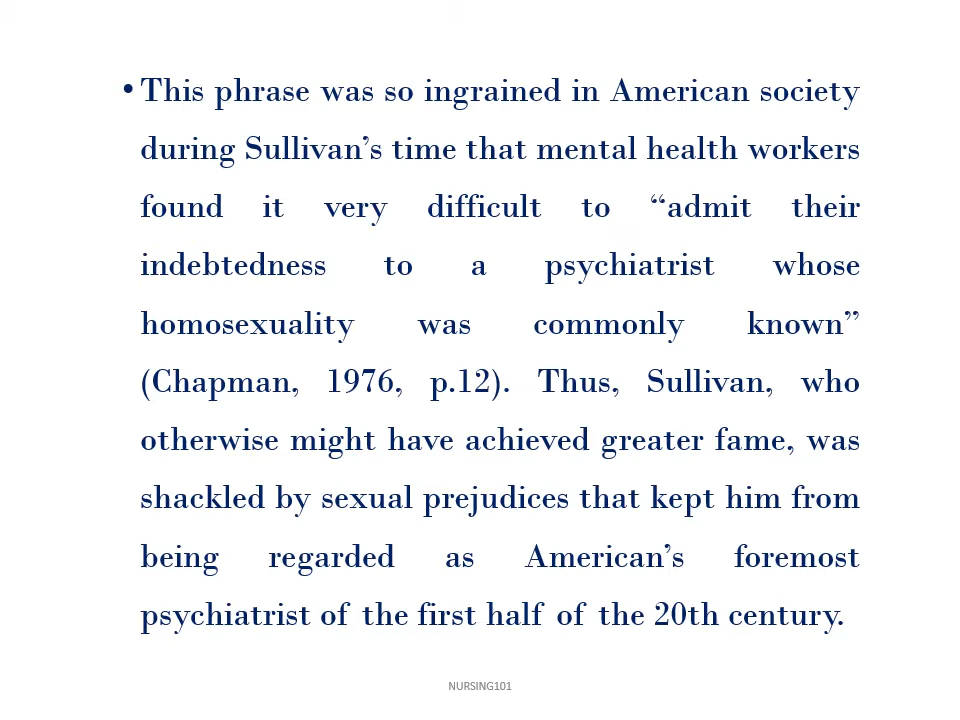 • This phrase was so ingrained in American society
during Sullivan’s time that mental health workers
found it very difficult to “admit their
indebtedness to a psychiatrist whose
homosexuality was commonly known”
(Chapman, 1976, p.12). Thus, Sullivan, who
otherwise might have achieved greater fame, was
shackled by sexual prejudices that kept him from
being regarded as American’s foremost
psychiatrist of the first half of the 20th century.
NURSING101